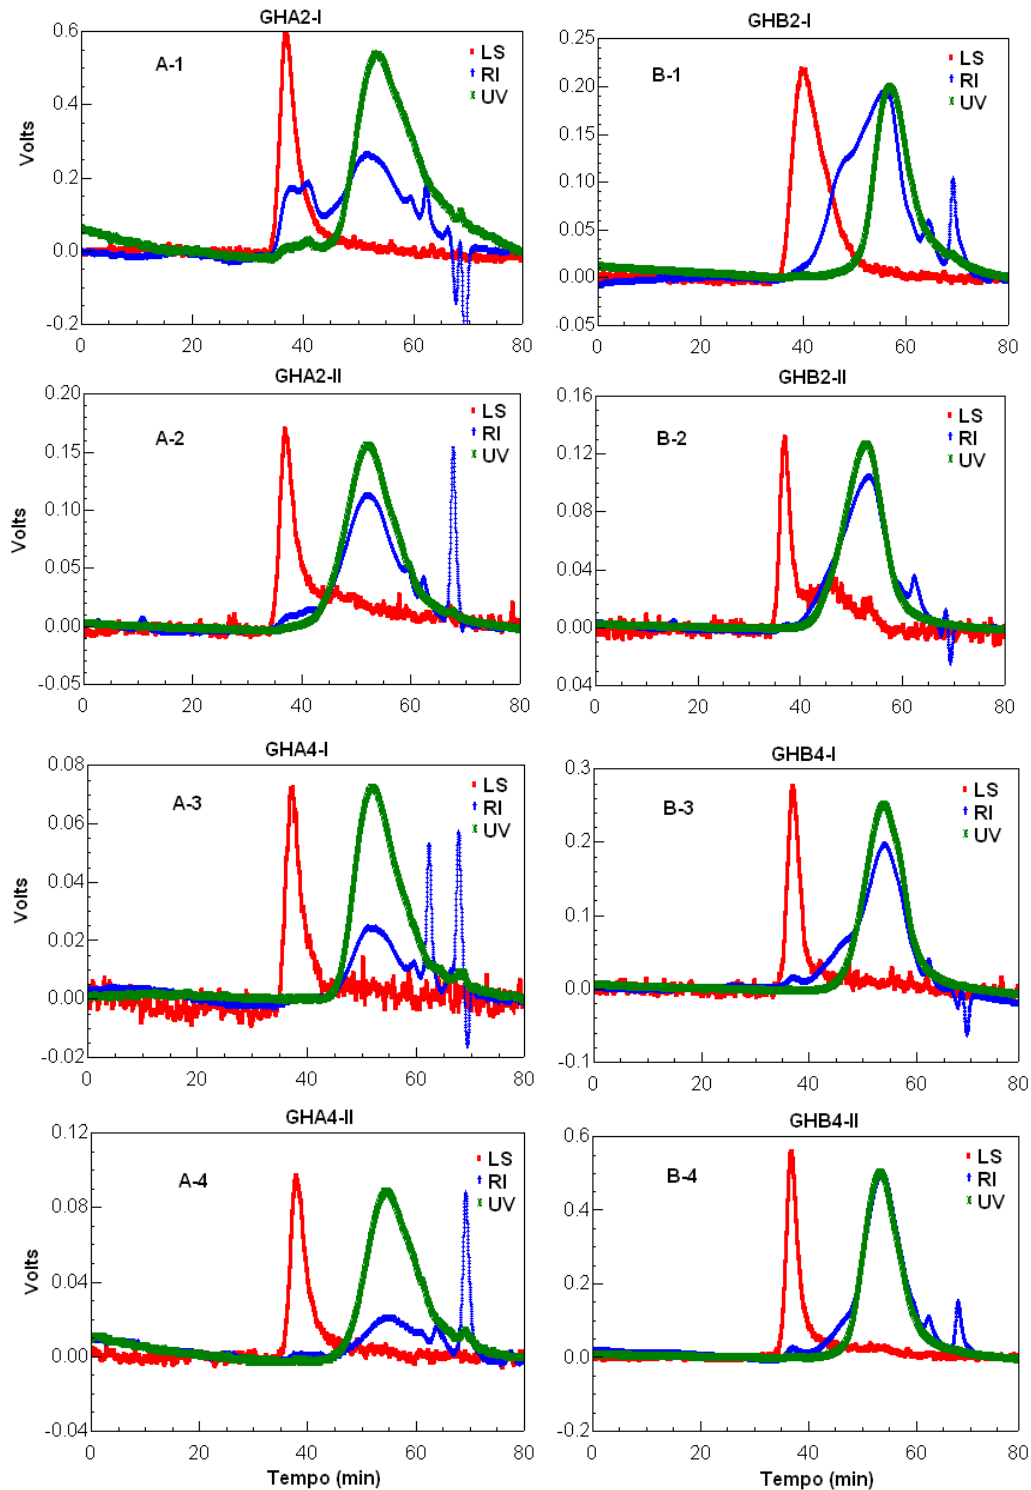 GHA2-I
A-1
LS
RI
UV
Volts
0.6
0.4
0.2
0.0
-0.2
0 20 40 60 80
GHB2-I
B-1
LS
RI
UV
0.25
0.20
0.15
0.10
0.05
0.00
-0.05
0 20 40 60 80
GHA2-II
A-2
LS
RI
UV
Volts
0.20
0.15
0.10
0.05
0.00
-0.05
0 20 40 60 80
GHB2-II
B-2
LS
RI
UV
0.16
0.12
0.08
0.04
0.00
0.04
0 20 40 60 80
GHA4-I
A-3
LS
RI
UV
Volts
0.08
0.06
0.04
0.02
0.00
-0.02
0 20 40 60 80
GHB4-I
B-3
LS
RI
UV
0.3
0.2
0.1
0.0
-0.1
0 20 40 60 80
GHA4-II
A-4
LS
RI
UV
Volts
0.12
0.08
0.04
0.00
-0.04
0 20 40 60 80
Tempo (min)
GHB4-II
B-4
LS
RI
UV
0.6
0.4
0.2
0.0
-0.2
0 20 40 60 80
Tempo (min)